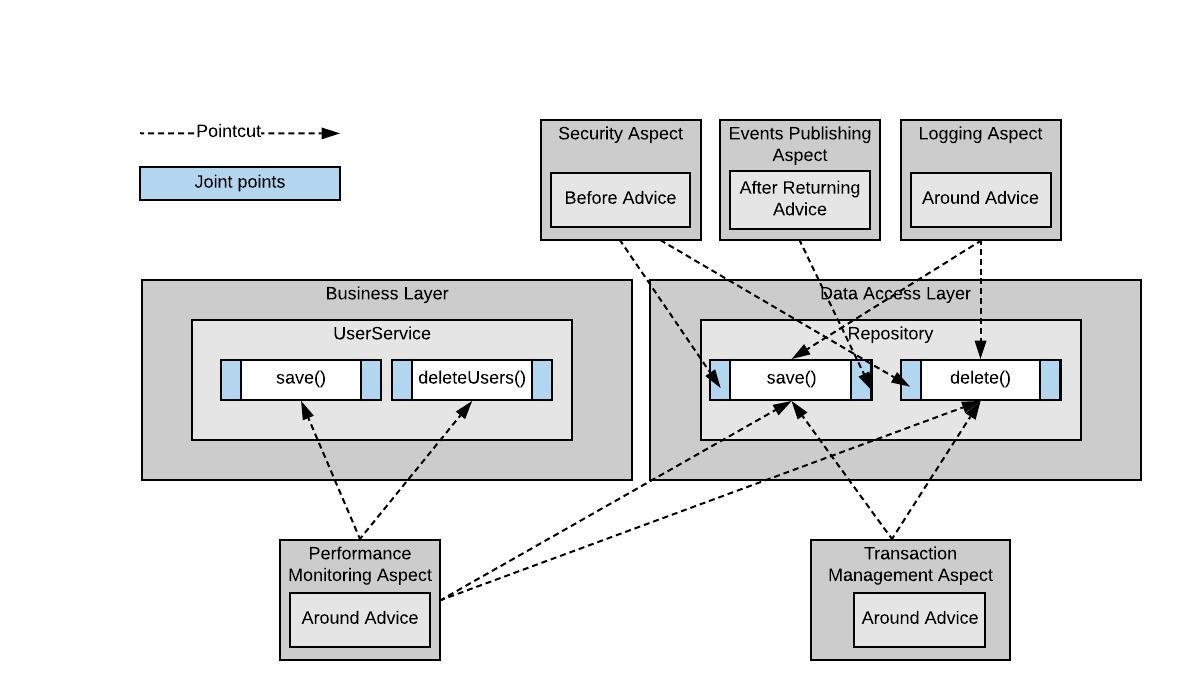 Pointcut
Joint points
Security Aspect
Before Advice
Events Publishing
Aspect
After Returning
Advice
Logging Aspect
Around Advice
Business Layer
UserService
save()
deleteUsers()
Data Access Layer
Repository
save()
delete()
Performance
Monitoring Aspect
Around Advice
Transaction
Management Aspect
Around Advice